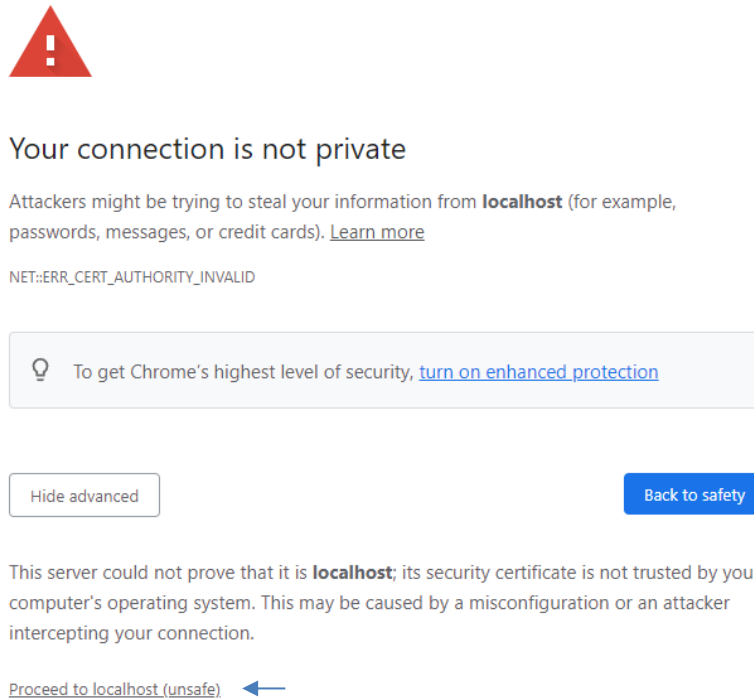 Your connection is not private
Attackers might be trying to steal your information from localhost (for example,
passwords, messages, or credit cards). Learn more
NET::ERR_CERT_AUTHORITY_INVALID
To get Chrome's highest level of security, turn on enhanced protection
Hide advanced
Back to safety
This server could not prove that it is localhost; its security certificate is not trusted by you
computer's operating system. This may be caused by a misconfiguration or an attacker
intercepting your connection.
Proceed to localhost (unsafe)